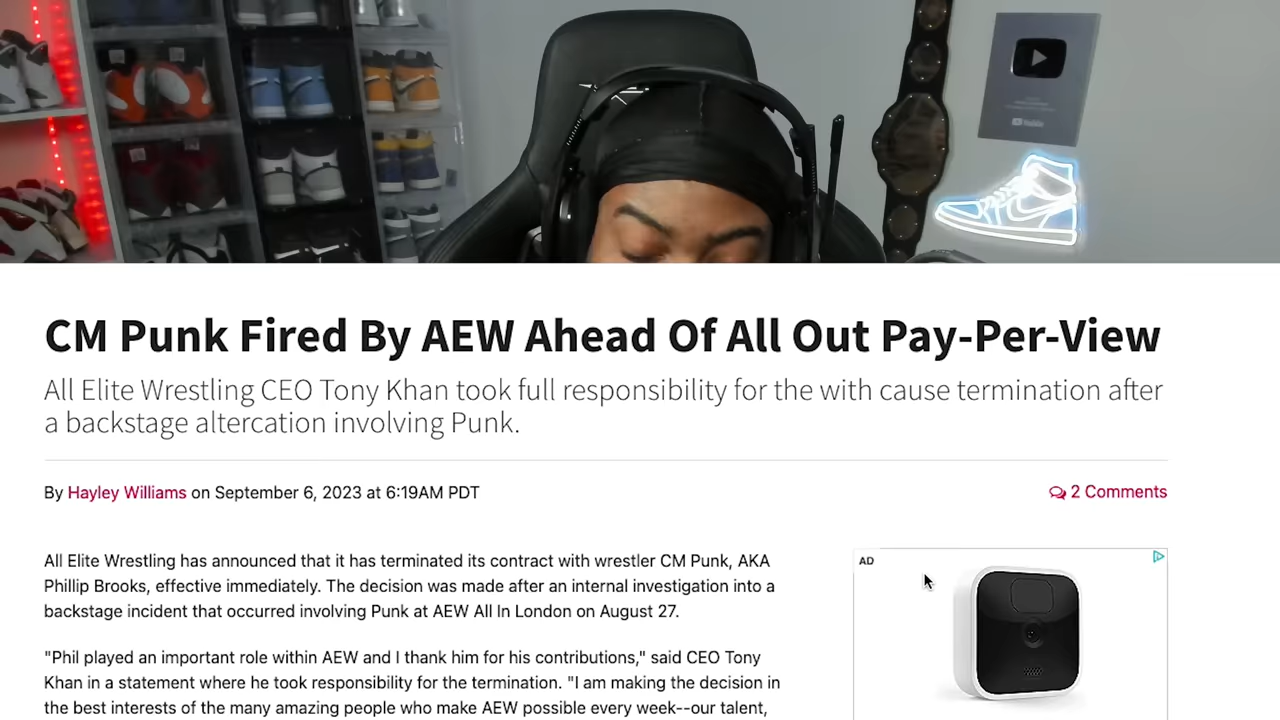 CM Punk Fired By AEW Ahead Of All Out Pay-Per-View
All Elite Wrestling CEO Tony Khan took full responsibility for the with cause termination after
a backstage altercation involving Punk.
By Hayley Williams on September 6, 2023 at 6:19AM PDT
2 Comments
All Elite Wrestling has announced that it has terminated its contract with wrestler CM Punk, AKA
Phillip Brooks, effective immediately. The decision was made after an internal investigation into a
backstage incident that occurred involving Punk at AEW All In London on August 27.
AD
"Phil played an important role within AEW and I thank him for his contributions," said CEO Tony
Khan in a statement where he took responsibility for the termination. "I am making the decision in
the best interests of the many amazing people who make AEW possible every week--our talent,